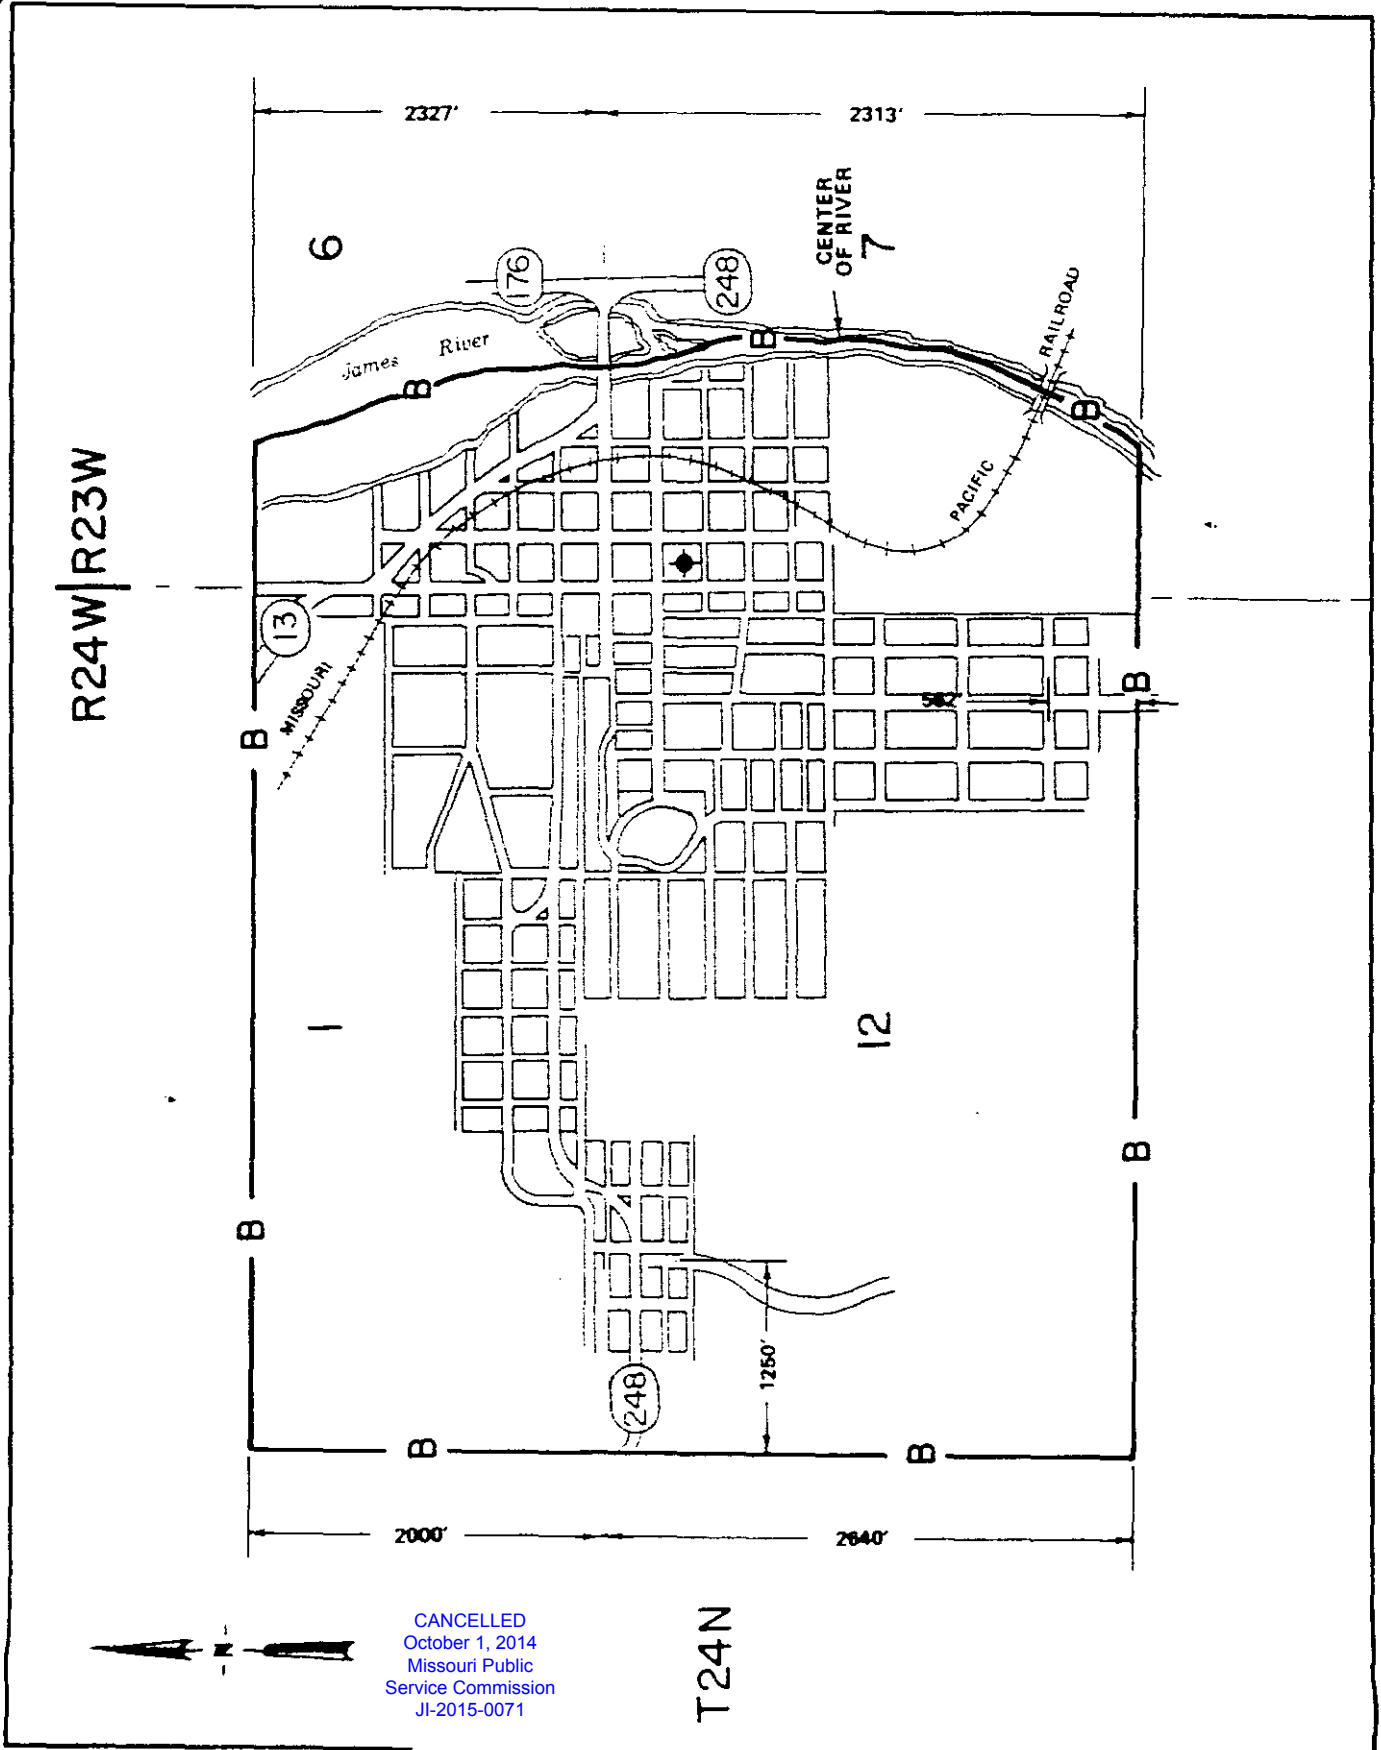 2327'
2313'
R24W|R23W
6
CENTER
OF RIVER
7
176
248
James River
B
B
RAILROAD
B
PACIFIC
13
MISSOURI
B
B
1
12
B
B
1250'
248
B
B
2000'
2640'
N
T24N
CANCELLED
October 1, 2014
Missouri Public
Service Commission
JI-2015-0071